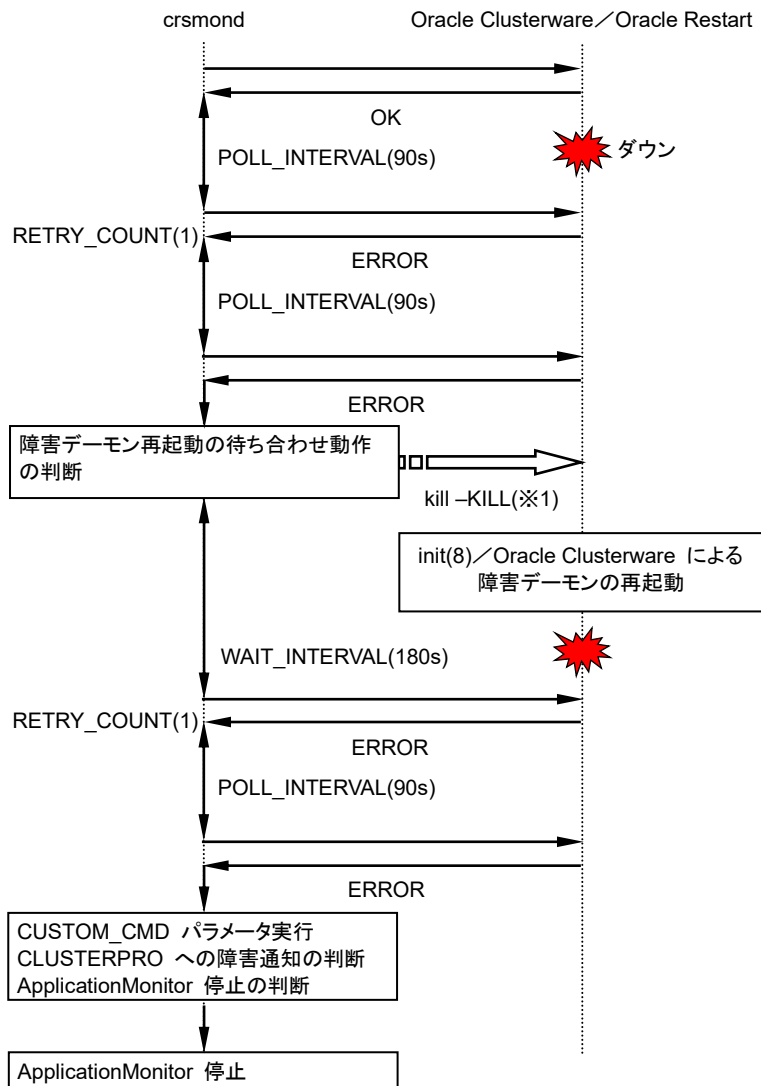 crsmond
Oracle Clusterware／Oracle Restart
OK
ダウン
POLL_INTERVAL(90s)
RETRY_COUNT(1)
ERROR
POLL_INTERVAL(90s)
ERROR
障害デーモン再起動の待ち合わせ動作
の判断
kill –KILL(※1)
init(8)／Oracle Clusterware による
障害デーモンの再起動
WAIT_INTERVAL(180s)
RETRY_COUNT(1)
ERROR
POLL_INTERVAL(90s)
ERROR
CUSTOM_CMD パラメータ実行
CLUSTERPRO への障害通知の判断
ApplicationMonitor 停止の判断
ApplicationMonitor 停止